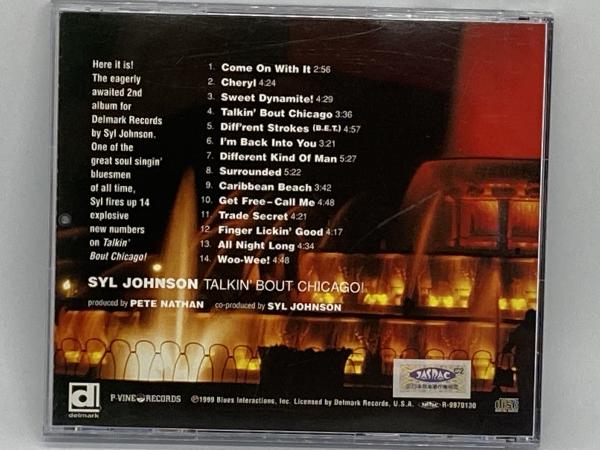 Here it is!
The eagerly
awaited 2nd
album for
Delmark Records
by Syl Johnson.
One of the
great soul singin'
bluesmen
of all time,
Syl fires up 14
explosive
new numbers
on Talkin'
Bout Chicago!
1. Come On With It 2:56
2. Cheryl 4:24
3. Sweet Dynamite! 4:29
4. Talkin' Bout Chicago 3:36
5. Diff'rent Strokes (B.E.T.) 4:57
6. I'm Back Into You 3:21
7. Different Kind Of Man 5:27
8. Surrounded 5:22
9. Caribbean Beach 3:42
10. Get Free-Call Me 4:48
11. Trade Secret 4:21
12. Finger Lickin' Good 4:17
13. All Night Long 4:34
14. Woo-Wee! 4:48
SYL JOHNSON TALKIN' BOUT CHICAGO!
produced by PETE NATHAN co-produced by SYL JOHNSON
JASRAC C2
d
delmark
P-VINE RECORDS
℗1999 Blues Interactions, Inc. Licensed by Delmark Records, U.S.A.
R-9970130